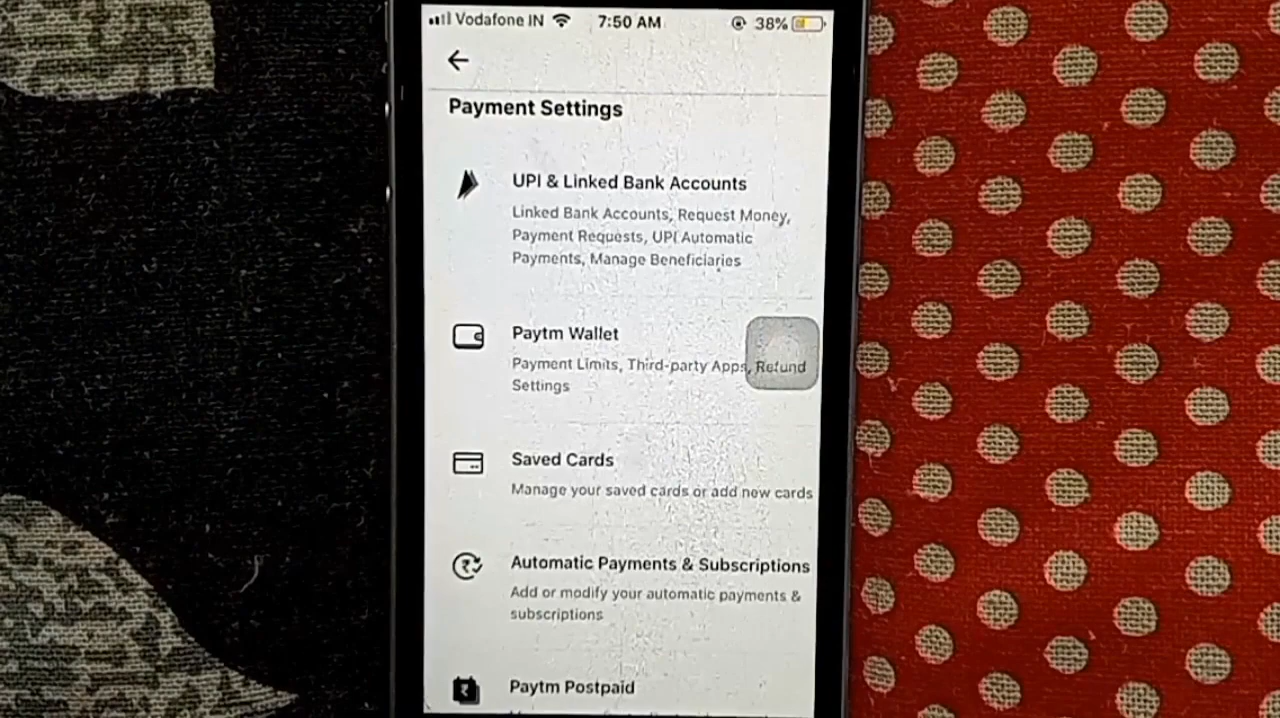 Vodafone IN 7:50 AM 38%
Payment Settings
UPI & Linked Bank Accounts
Linked Bank Accounts, Request Money,
Payment Requests, UPI Automatic
Payments, Manage Beneficiaries
Paytm Wallet
Payment Limits, Third-party Apps, Refund
Settings
Saved Cards
Manage your saved cards or add new cards
Automatic Payments & Subscriptions
Add or modify your automatic payments &
subscriptions
Paytm Postpaid